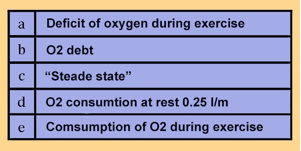 a Deficit of oxygen during exercise
b O2 debt
c “Steade state”
d O2 consumtion at rest 0.25 l/m
e Comsumption of O2 during exercise